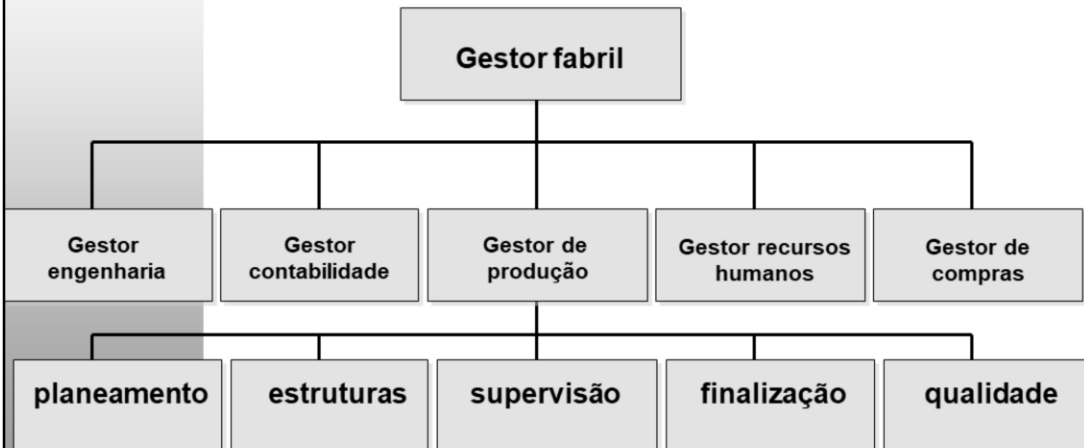 Gestor fabril
Gestor
engenharia
Gestor
contabilidade
Gestor de
produção
Gestor recursos
humanos
Gestor de
compras
planeamento
estruturas
supervisão
finalização
qualidade